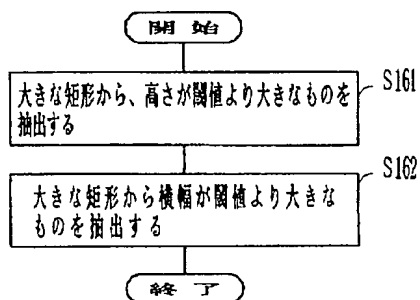 開始
S161
大きな矩形から、高さが閾値より大きなものを
抽出する
S162
大きな矩形から横幅が閾値より大きな
ものを抽出する
終了